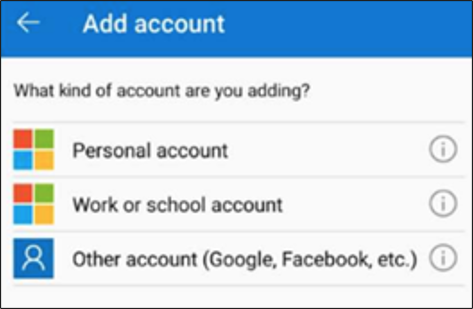 Add account
What kind of account are you adding?
Personal account
Work or school account
Other account (Google, Facebook, etc.)